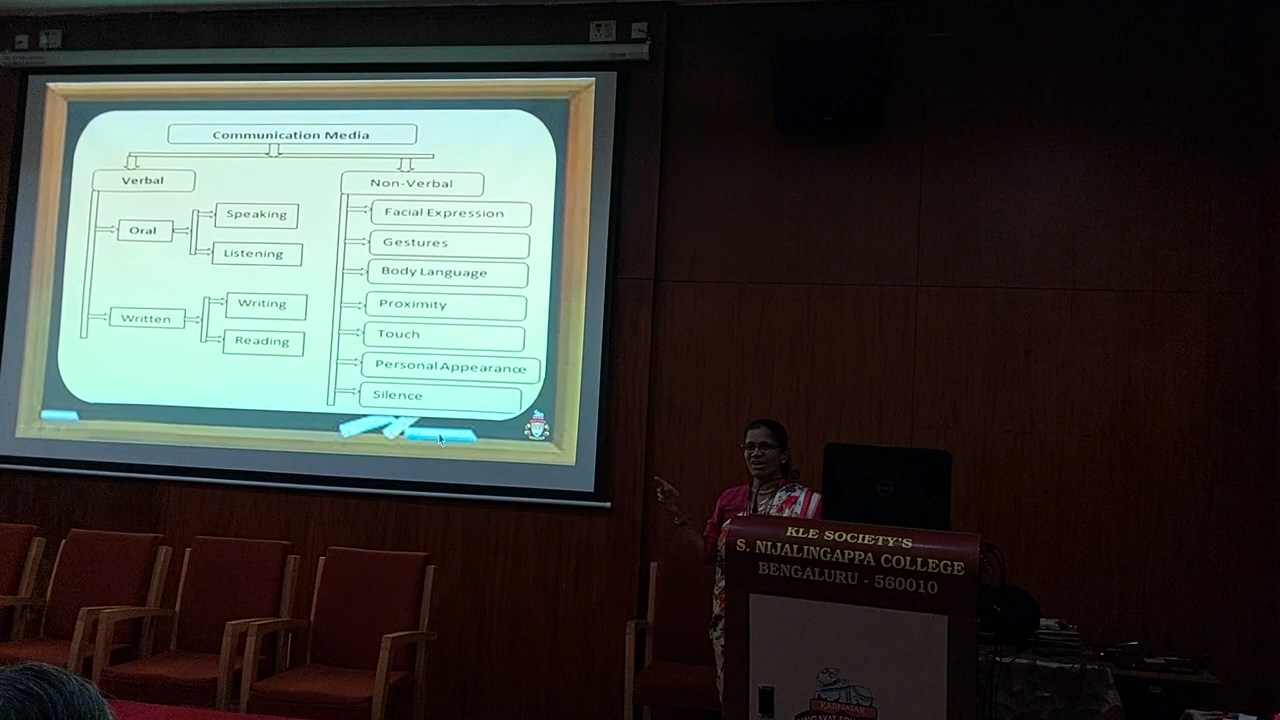 Communication Media
Verbal
Oral
Speaking
Listening
Written
Writing
Reading
Non-Verbal
Facial Expression
Gestures
Body Language
Proximity
Touch
Personal Appearance
Silence
KLE SOCIETY'S
S. NIJALINGAPPA COLLEGE
BENGALURU - 560010
KARNATAK